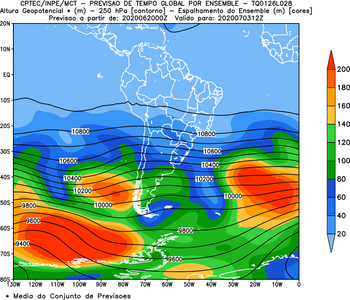 CPTEC/INPE/MCT - PREVISAO DE TEMPO GLOBAL POR ENSEMBLE - TQ0126L028
Altura Geopotencial * (m) - 250 hPa [contorno] - Espalhamento do Ensemble (m) [cores]
Previsao a partir de: 2020062000Z Valido para: 2020070312Z
20N
10N
0
10S
20S
30S
40S
50S
60S
70S
80S
130W 120W 110W 100W 90W 80W 70W 60W 50W 40W 30W 20W 10W 0
10800
10800
10600
10600
10400
10400
10200
10200
10000
10000
9800
9800
9600
9600
9400
200
180
160
140
120
100
80
60
40
20
* Media do Conjunto de Previsoes